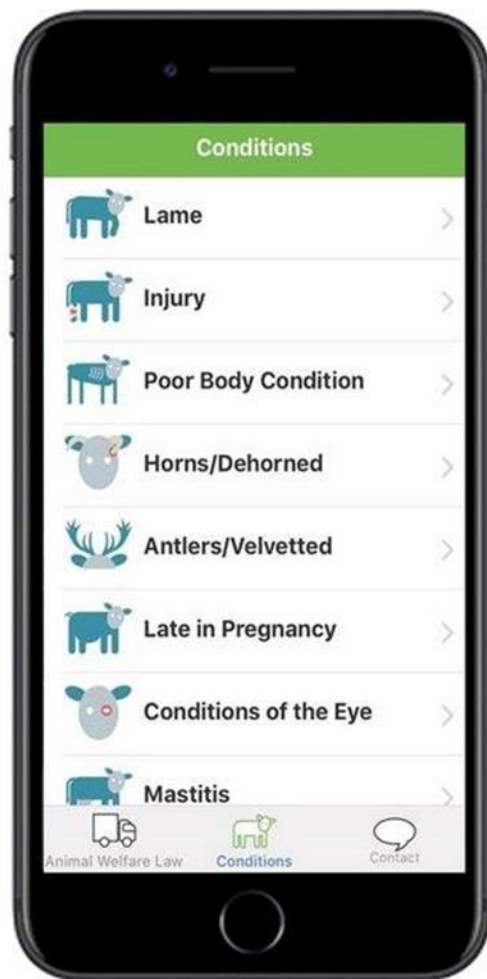 Conditions
Lame
Injury
Poor Body Condition
Horns/Dehorned
Antlers/Velvetted
Late in Pregnancy
Conditions of the Eye
Mastitis
Animal Welfare Law
Conditions
Contact